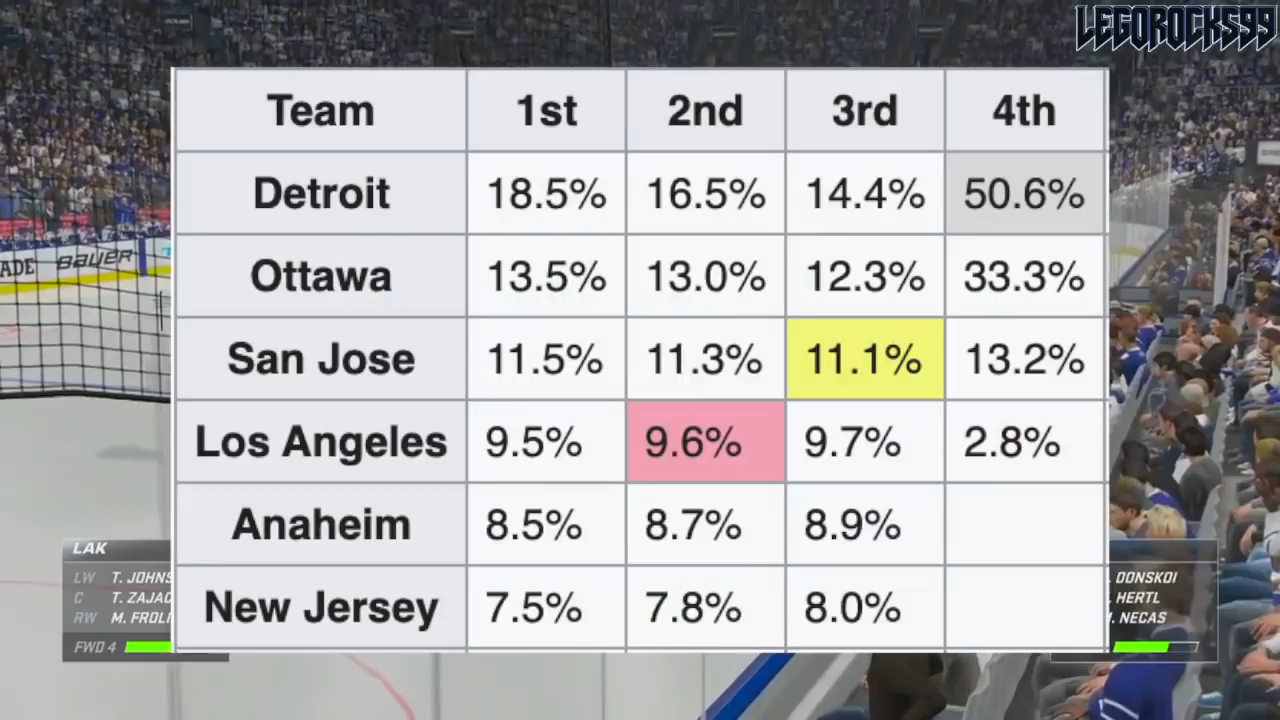 LEGOROCKS99
Team 1st 2nd 3rd 4th
Detroit 18.5% 16.5% 14.4% 50.6%
Ottawa 13.5% 13.0% 12.3% 33.3%
San Jose 11.5% 11.3% 11.1% 13.2%
Los Angeles 9.5% 9.6% 9.7% 2.8%
Anaheim 8.5% 8.7% 8.9%
New Jersey 7.5% 7.8% 8.0%
ADE BAUER
LAK
LW T. JOHNS
C T. ZAJAC
RW M. FROLI
FWD 4
DONSKOI
HERTL
NECAS